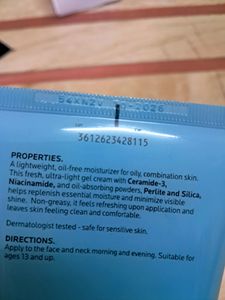 54XN2V 2026
3612623428115
PROPERTIES.
A lightweight, oil-free moisturizer for oily, combination skin.
This fresh, ultra-light gel cream with Ceramide-3,
Niacinamide, and oil-absorbing powders, Perlite and Silica,
helps replenish essential moisture and minimize visible
shine. Non-greasy, it feels refreshing upon application and
leaves skin feeling clean and comfortable.
Dermatologist tested - safe for sensitive skin.
DIRECTIONS.
Apply to the face and neck morning and evening. Suitable for
ages 13 and up.